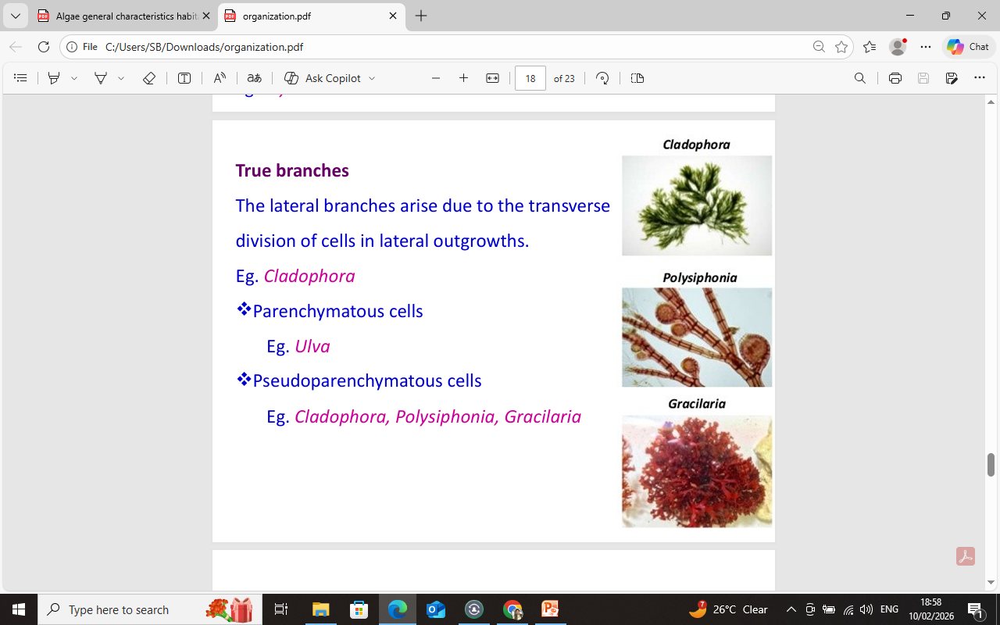 Algae general characteristics habit
organization.pdf
File C:/Users/SB/Downloads/organization.pdf
Chat
Ask Copilot
18 of 23
True branches
The lateral branches arise due to the transverse
division of cells in lateral outgrowths.
Eg. Cladophora
❖Parenchymatous cells
Eg. Ulva
❖Pseudoparenchymatous cells
Eg. Cladophora, Polysiphonia, Gracilaria
Cladophora
Polysiphonia
Gracilaria
Type here to search
7
26°C Clear
ENG
18:58
10/02/2026
1